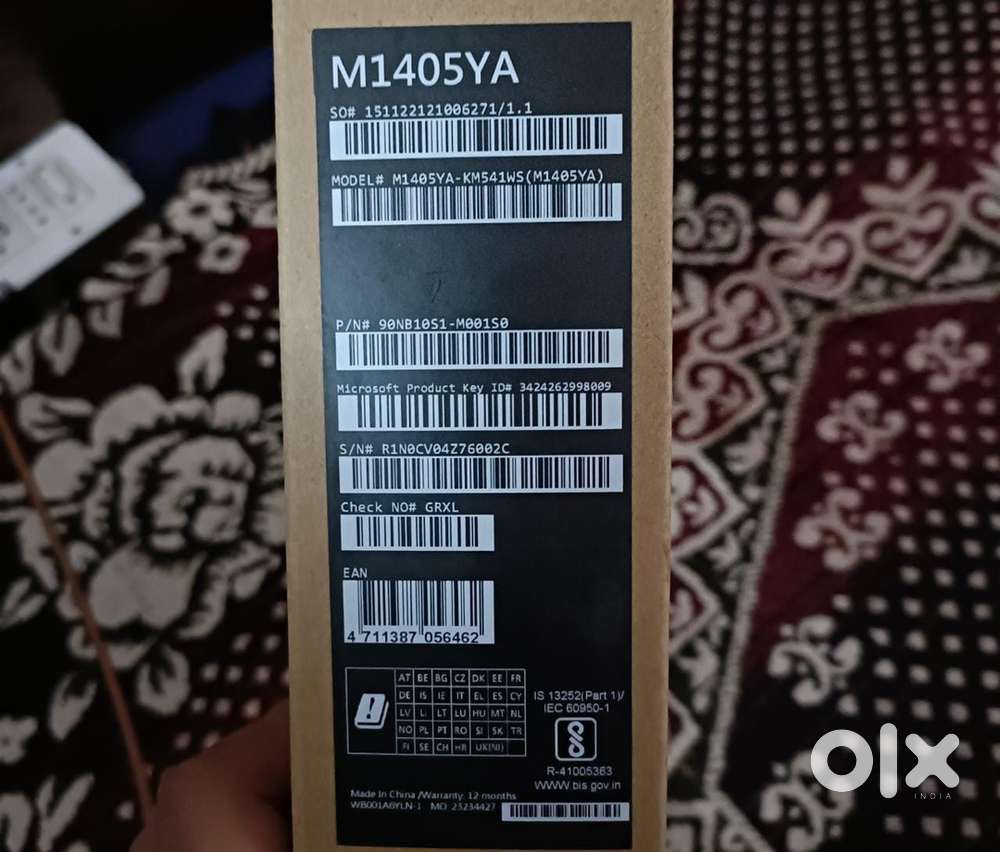 M1405YA
SO# 151122121006271/1.1
MODEL# M1405YA-KM541WS(M1405YA)
P/N# 90NB10S1-M001S0
Microsoft Product Key ID# 3424262998009
S/N# R1N0CV04Z76002C
Check NO# GRXL
EAN
4 711387 056462
AT BE BG CZ DK EE FR
DE IS IE IT EL ES CY
LV LI LT LU HU MT NL
NO PL PT RO SI SK TR
FI SE CH HR UK(NI)
IS 13252(Part 1)/
IEC 60950-1
R-41005363
WWW.bis.gov.in
Made In China /Warranty: 12 months
WB001A6YLN-1 MO: 23234427
olx
INDIA